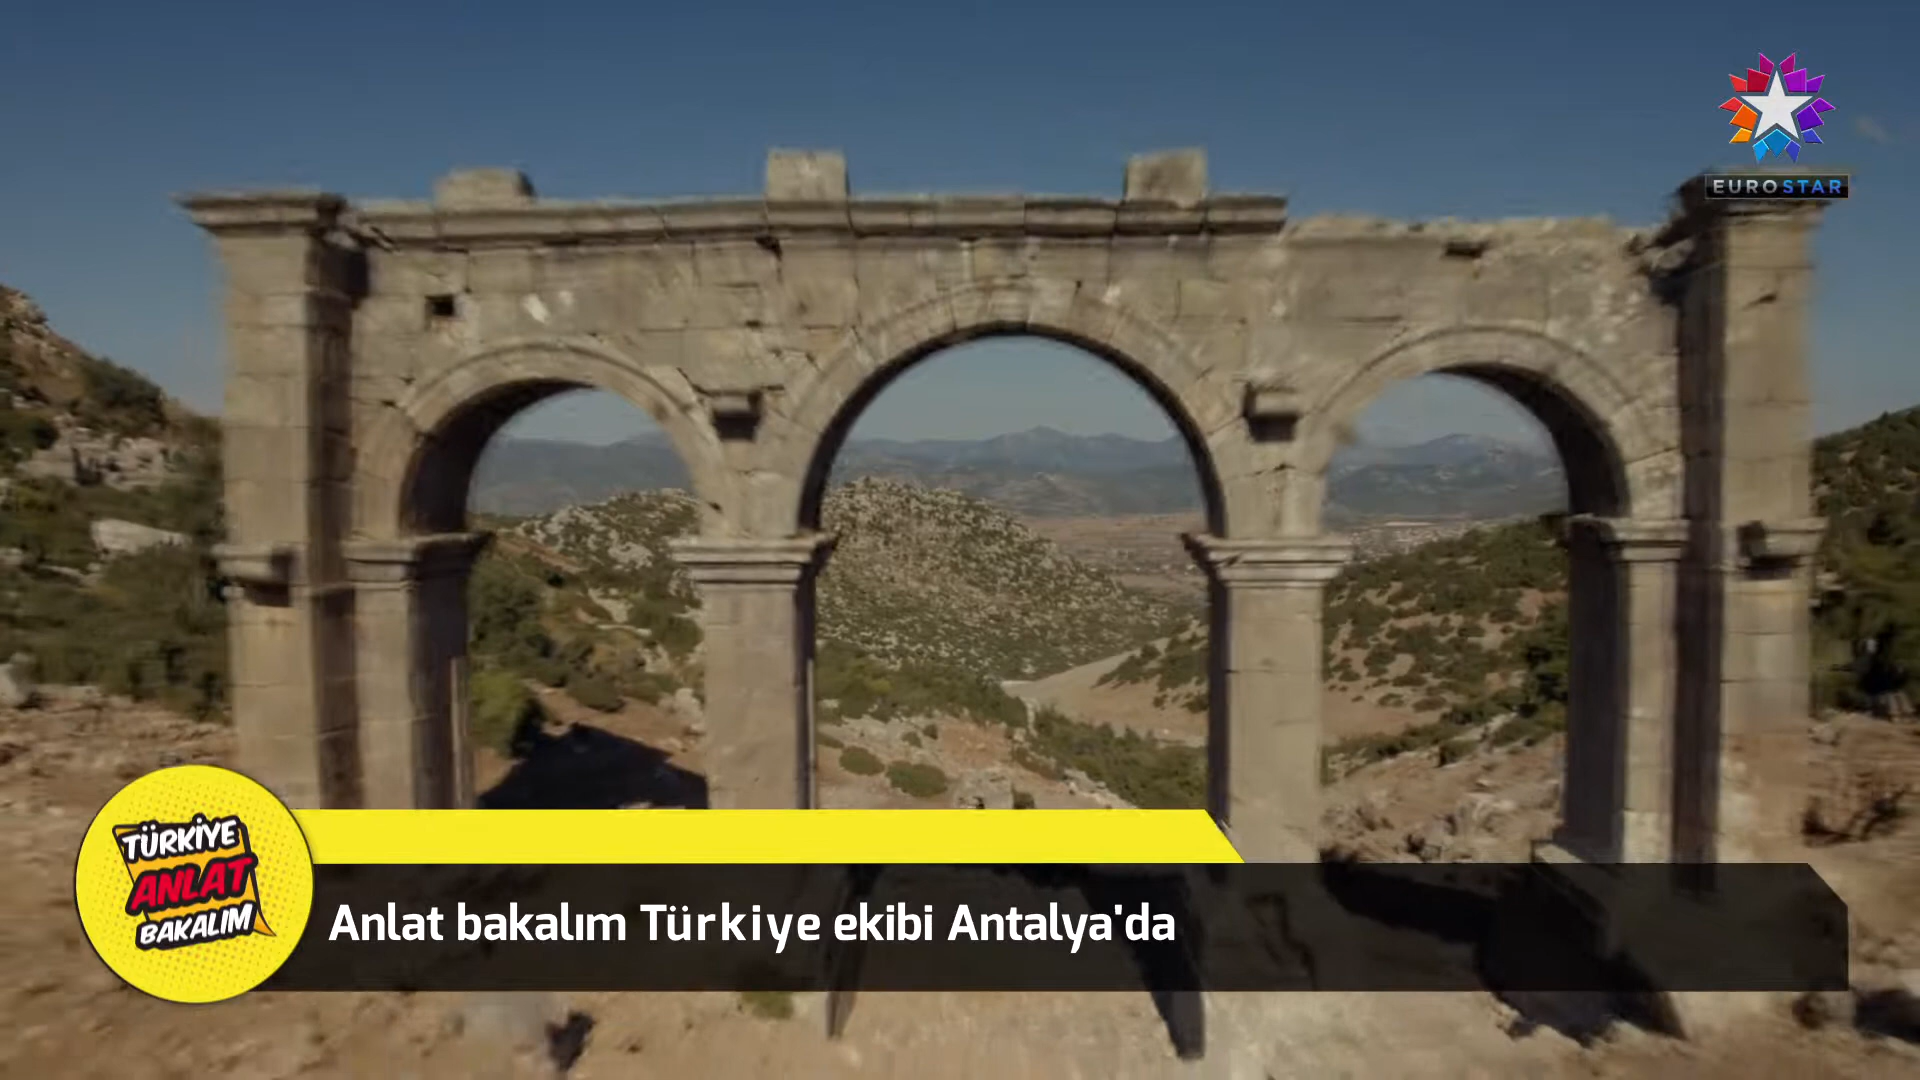 EUROSTAR
TÜRKİYE
ANLAT
BAKALIM
Anlat bakalım Türkiye ekibi Antalya'da